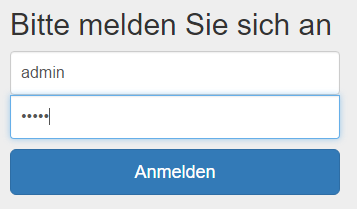 Bitte melden Sie sich an
admin
•••••
Anmelden